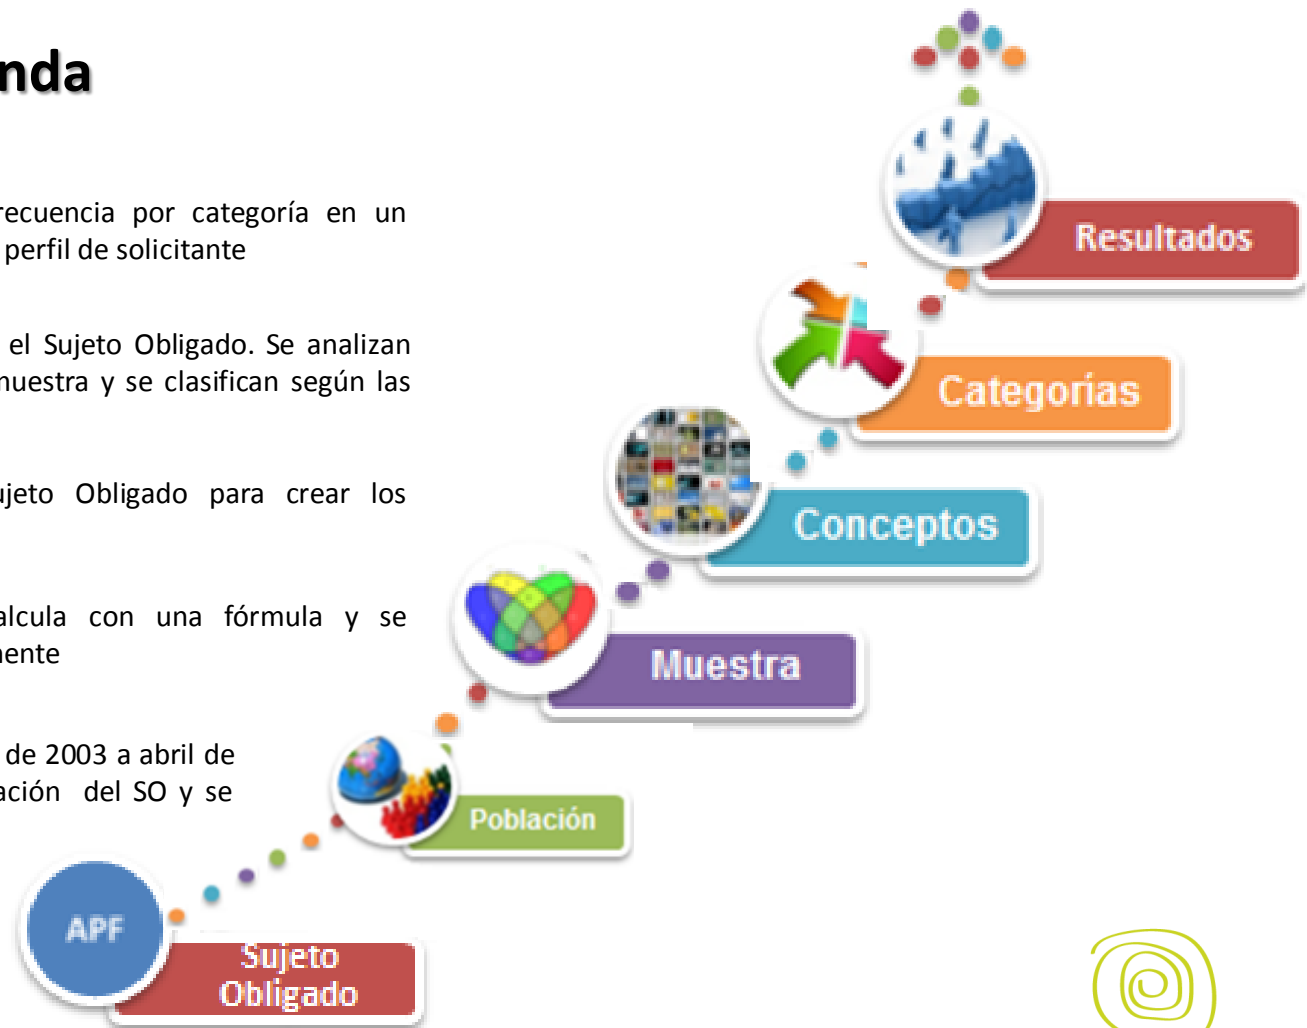 nda
recuencia por categoría en un
perfil de solicitante
el Sujeto Obligado. Se analizan
muestra y se clasifican según las
ujeto Obligado para crear los
alcula con una fórmula y se
mente
de 2003 a abril de
ación del SO y se
Resultados
Categorías
Conceptos
Muestra
Población
APF
Sujeto
Obligado